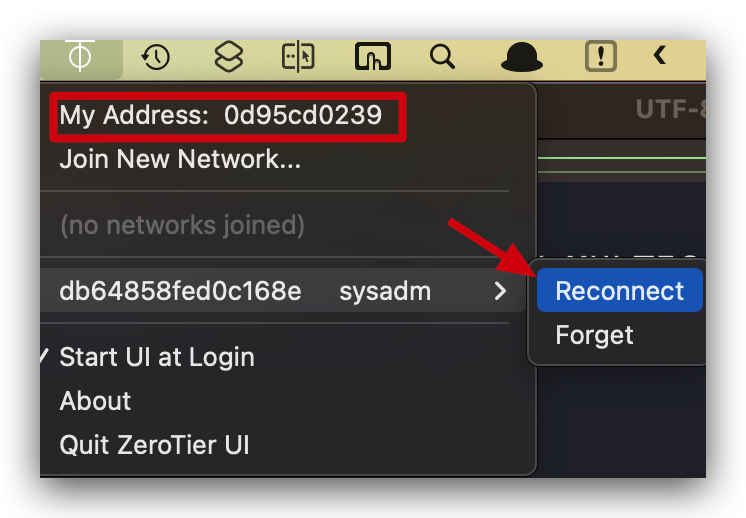 My Address: 0d95cd0239
UTF-8
Join New Network...
(no networks joined)
db64858fed0c168e sysadm
Reconnect
Forget
Start UI at Login
About
Quit ZeroTier UI